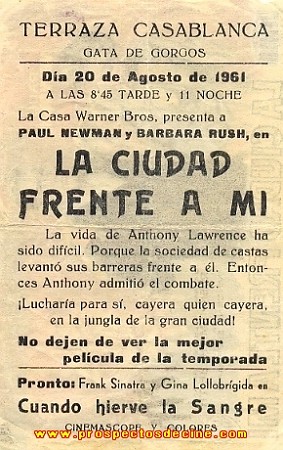 TERRAZA CASABLANCA
GATA DE GORGOS
Día 20 de Agosto de 1961
A LAS 8'45 TARDE y 11 NOCHE
La Casa Warner Bros, presenta a
PAUL NEWMAN y BARBARA RUSH, en
LA CIUDAD
FRENTE A MI
La vida de Anthony Lawrence ha
sido difícil. Porque la sociedad de castas
levantó sus barreras frente a él. Enton-
ces Anthony admitió el combate.
¡Lucharía para sí, cayera quien cayera,
en la jungla de la gran ciudad!
No dejen de ver la mejor
película de la temporada
Pronto: Frank Sinatra y Gina Lollobrígida en
Cuando hierve la Sangre
CINEMASCOPE Y COLORES
www.prospectosdecine.com